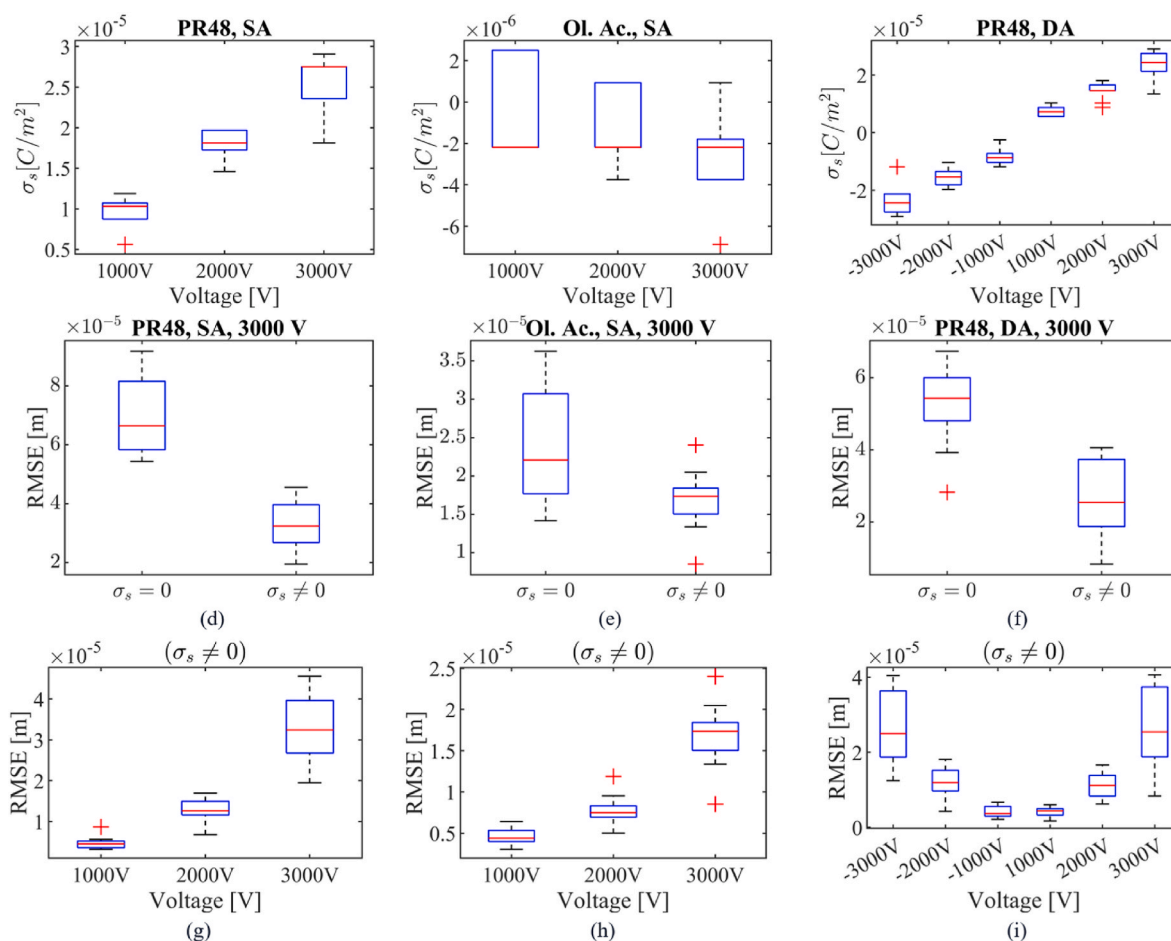 ×10⁻⁵ PR48, SA
3
2.5
2
1.5
1
0.5
σₛ[C/m²]
1000V 2000V 3000V
Voltage [V]
×10⁻⁶ Ol. Ac., SA
2
0
-2
-4
-6
σₛ[C/m²]
1000V 2000V 3000V
Voltage [V]
×10⁻⁵ PR48, DA
2
0
-2
σₛ[C/m²]
-3000V -2000V -1000V 1000V 2000V 3000V
Voltage [V]
×10⁻⁵ PR48, SA, 3000 V
8
6
4
2
RMSE [m]
σₛ = 0 σₛ ≠ 0
(d)
×10⁻⁵ Ol. Ac., SA, 3000 V
3.5
3
2.5
2
1.5
1
RMSE [m]
σₛ = 0 σₛ ≠ 0
(e)
×10⁻⁵ PR48, DA, 3000 V
6
4
2
RMSE [m]
σₛ = 0 σₛ ≠ 0
(f)
×10⁻⁵ (σₛ ≠ 0)
4
3
2
1
RMSE [m]
1000V 2000V 3000V
Voltage [V]
(g)
×10⁻⁵ (σₛ ≠ 0)
2.5
2
1.5
1
0.5
RMSE [m]
1000V 2000V 3000V
Voltage [V]
(h)
×10⁻⁵ (σₛ ≠ 0)
4
2
0
RMSE [m]
-3000V -2000V -1000V 1000V 2000V 3000V
Voltage [V]
(i)